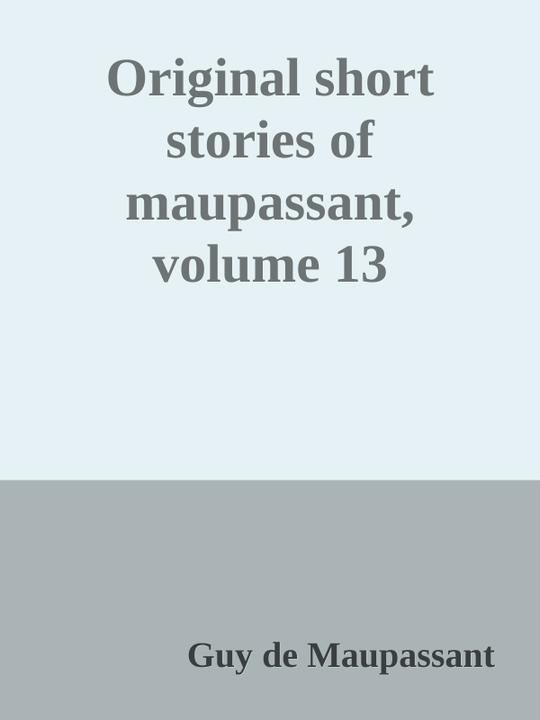 Original short
stories of
maupassant,
volume 13
Guy de Maupassant